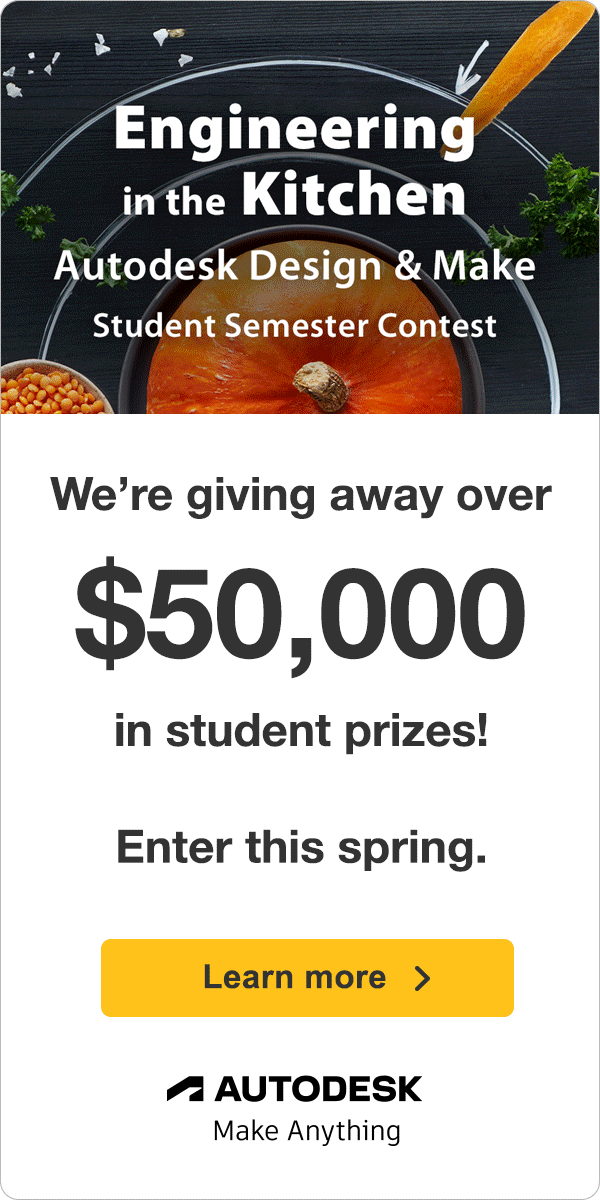 Engineering
in the Kitchen
Autodesk Design & Make
Student Semester Contest
We’re giving away over
$50,000
in student prizes!
Enter this spring.
Learn more
AUTODESK
Make Anything